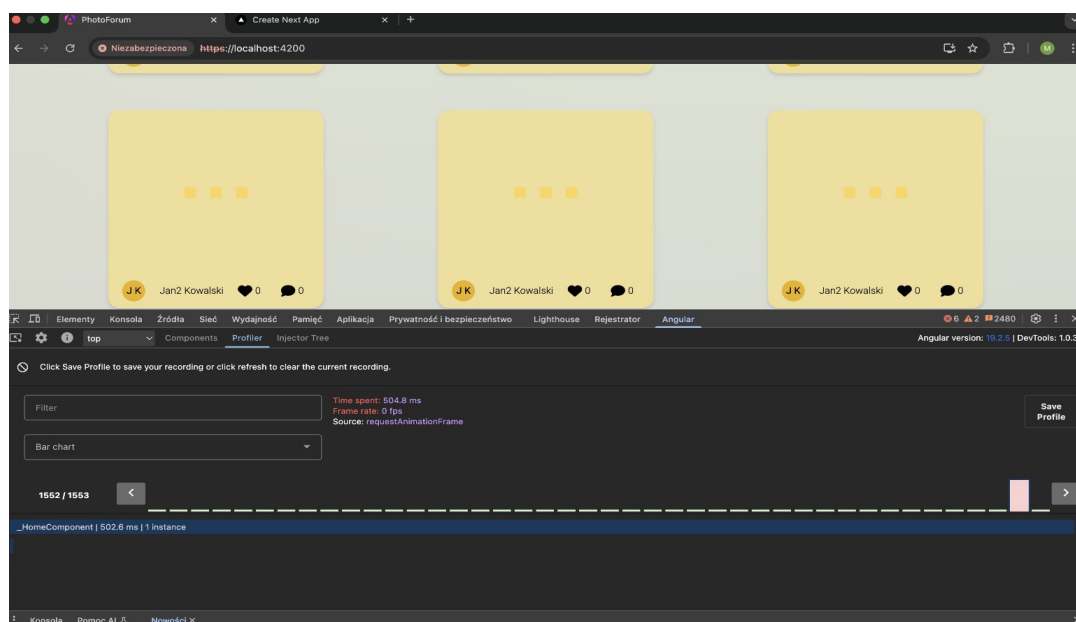 PhotoForum × Create Next App × +
Niezabezpieczona https://localhost:4200 M
J K Jan2 Kowalski 0 0 J K Jan2 Kowalski 0 0 J K Jan2 Kowalski 0 0
Elementy Konsola Źródła Sieć Wydajność Pamięć Aplikacja Prywatność i bezpieczeństwo Lighthouse Rejestrator Angular 6 2 2480
top Components Profiler Injector Tree Angular version: 19.2.5 | DevTools: 1.0.3
Click Save Profile to save your recording or click refresh to clear the current recording.
Time spent: 504.8 ms
Filter Frame rate: 0 fps Save
Source: requestAnimationFrame Profile
Bar chart
1552 / 1553
_HomeComponent | 502.6 ms | 1 instance
Konsola Pomoc AI Nowości ×